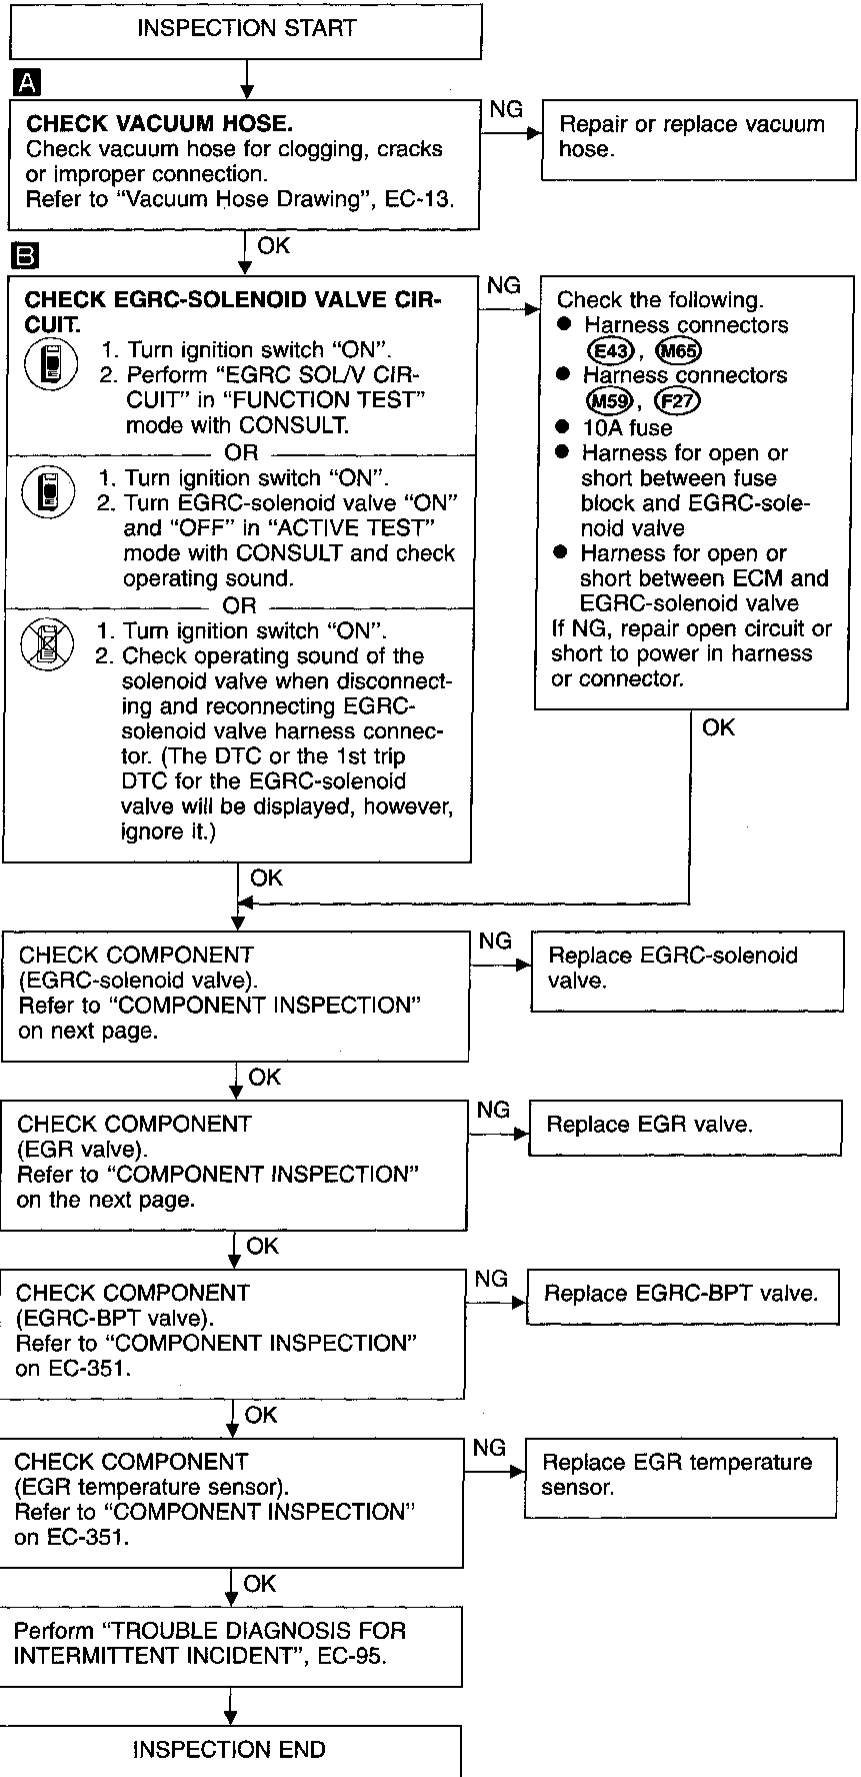 INSPECTION START
A
CHECK VACUUM HOSE.
Check vacuum hose for clogging, cracks
or improper connection.
Refer to "Vacuum Hose Drawing", EC-13.
NG
Repair or replace vacuum
hose.
OK
B
CHECK EGRC-SOLENOID VALVE CIR-
CUIT.
1. Turn ignition switch "ON".
2. Perform "EGRC SOL/V CIR-
CUIT" in "FUNCTION TEST"
mode with CONSULT.
OR
1. Turn ignition switch "ON".
2. Turn EGRC-solenoid valve "ON"
and "OFF" in "ACTIVE TEST"
mode with CONSULT and check
operating sound.
OR
1. Turn ignition switch "ON".
2. Check operating sound of the
solenoid valve when disconnect-
ing and reconnecting EGRC-
solenoid valve harness connec-
tor. (The DTC or the 1st trip
DTC for the EGRC-solenoid
valve will be displayed, however,
ignore it.)
NG
Check the following.
● Harness connectors
E43, M65
● Harness connectors
M59, F27
● 10A fuse
● Harness for open or
short between fuse
block and EGRC-sole-
noid valve
● Harness for open or
short between ECM and
EGRC-solenoid valve
If NG, repair open circuit or
short to power in harness
or connector.
OK
OK
CHECK COMPONENT
(EGRC-solenoid valve).
Refer to "COMPONENT INSPECTION"
on next page.
NG
Replace EGRC-solenoid
valve.
OK
CHECK COMPONENT
(EGR valve).
Refer to "COMPONENT INSPECTION"
on the next page.
NG
Replace EGR valve.
OK
CHECK COMPONENT
(EGRC-BPT valve).
Refer to "COMPONENT INSPECTION"
on EC-351.
NG
Replace EGRC-BPT valve.
OK
CHECK COMPONENT
(EGR temperature sensor).
Refer to "COMPONENT INSPECTION"
on EC-351.
NG
Replace EGR temperature
sensor.
OK
Perform "TROUBLE DIAGNOSIS FOR
INTERMITTENT INCIDENT", EC-95.
INSPECTION END